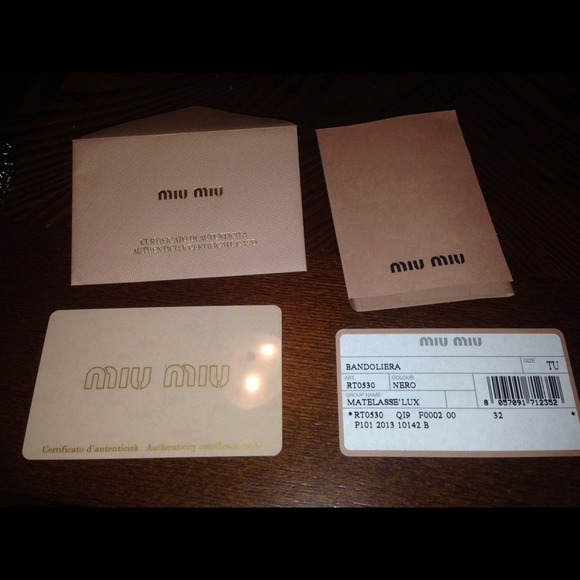 miu miu
CERTIFICATO DI AUTENTICITÀ
AUTHENTICITY CERTIFICATE CARD
miu miu
miu miu
Certificato d'autenticità Authenticity certificate card
miu miu
BANDOLIERA
SIZE
TU
ART.
COLOUR
RT0530
NERO
GROUP NAME
MATELASSE'LUX
8 057091 712352
*RT0530 QI9 F0002 00 32 *
P101 2013 10142 B